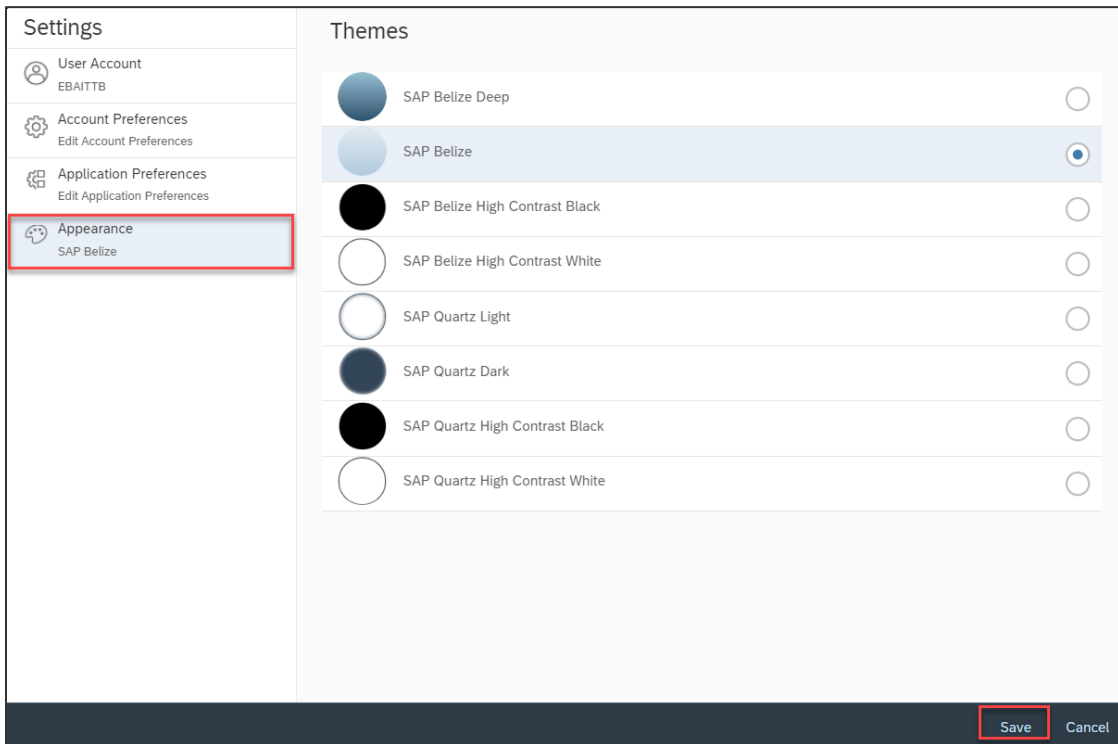 Settings
User Account
EBAITTB
Account Preferences
Edit Account Preferences
Application Preferences
Edit Application Preferences
Appearance
SAP Belize
Themes
SAP Belize Deep
SAP Belize
SAP Belize High Contrast Black
SAP Belize High Contrast White
SAP Quartz Light
SAP Quartz Dark
SAP Quartz High Contrast Black
SAP Quartz High Contrast White
Save Cancel